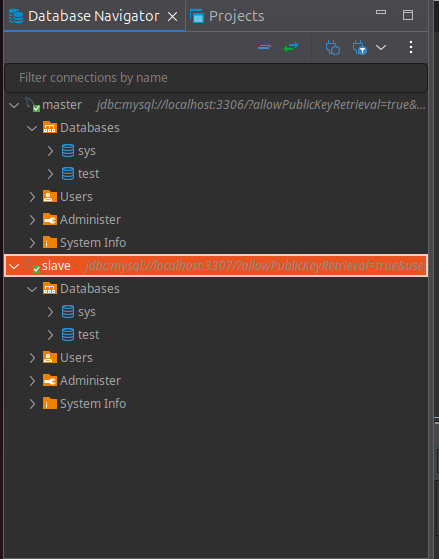 Database Navigator Projects
Filter connections by name
master jdbc:mysql://localhost:3306/?allowPublicKeyRetrieval=true&...
Databases
sys
test
Users
Administer
System Info
slave jdbc:mysql://localhost:3307/?allowPublicKeyRetrieval=true&use
Databases
sys
test
Users
Administer
System Info